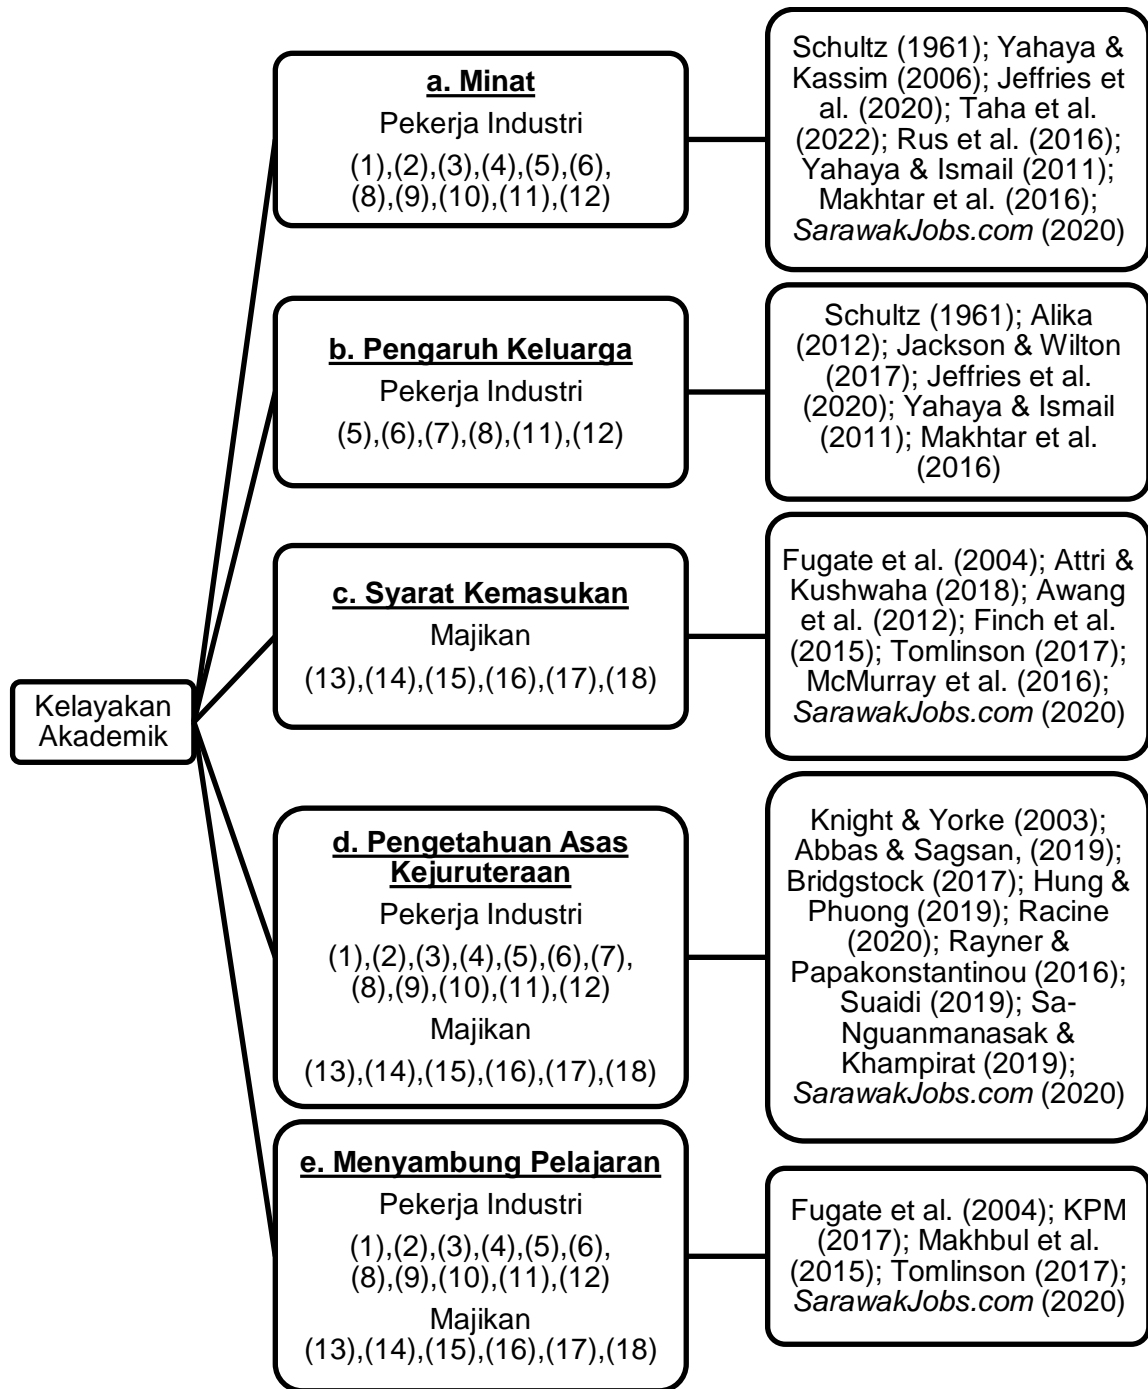 a. Minat
Pekerja Industri
(1),(2),(3),(4),(5),(6),
(8),(9),(10),(11),(12)
Schultz (1961); Yahaya &
Kassim (2006); Jeffries et
al. (2020); Taha et al.
(2022); Rus et al. (2016);
Yahaya & Ismail (2011);
Makhtar et al. (2016);
SarawakJobs.com (2020)
b. Pengaruh Keluarga
Pekerja Industri
(5),(6),(7),(8),(11),(12)
Schultz (1961); Alika
(2012); Jackson & Wilton
(2017); Jeffries et al.
(2020); Yahaya & Ismail
(2011); Makhtar et al.
(2016)
c. Syarat Kemasukan
Majikan
(13),(14),(15),(16),(17),(18)
Fugate et al. (2004); Attri &
Kushwaha (2018); Awang
et al. (2012); Finch et al.
(2015); Tomlinson (2017);
McMurray et al. (2016);
SarawakJobs.com (2020)
Kelayakan
Akademik
d. Pengetahuan Asas
Kejuruteraan
Pekerja Industri
(1),(2),(3),(4),(5),(6),(7),
(8),(9),(10),(11),(12)
Majikan
(13),(14),(15),(16),(17),(18)
Knight & Yorke (2003);
Abbas & Sagsan, (2019);
Bridgstock (2017); Hung &
Phuong (2019); Racine
(2020); Rayner &
Papakonstantinou (2016);
Suaidi (2019); Sa-
Nguanmanasak &
Khampirat (2019);
SarawakJobs.com (2020)
e. Menyambung Pelajaran
Pekerja Industri
(1),(2),(3),(4),(5),(6),
(8),(9),(10),(11),(12)
Majikan
(13),(14),(15),(16),(17),(18)
Fugate et al. (2004); KPM
(2017); Makhbul et al.
(2015); Tomlinson (2017);
SarawakJobs.com (2020)